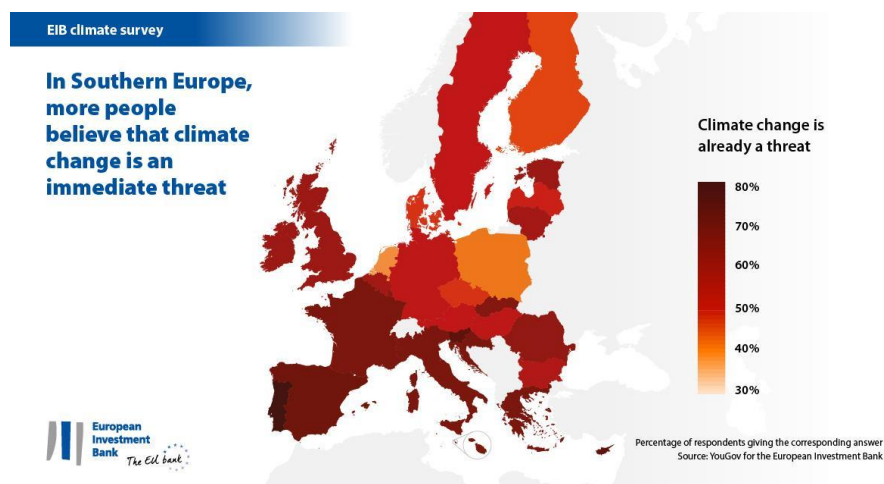 EIB climate survey
In Southern Europe,
more people
believe that climate
change is an
immediate threat
Climate change is
already a threat
80%
70%
60%
50%
40%
30%
European
Investment
Bank
The EU bank
Percentage of respondents giving the corresponding answer
Source: YouGov for the European Investment Bank